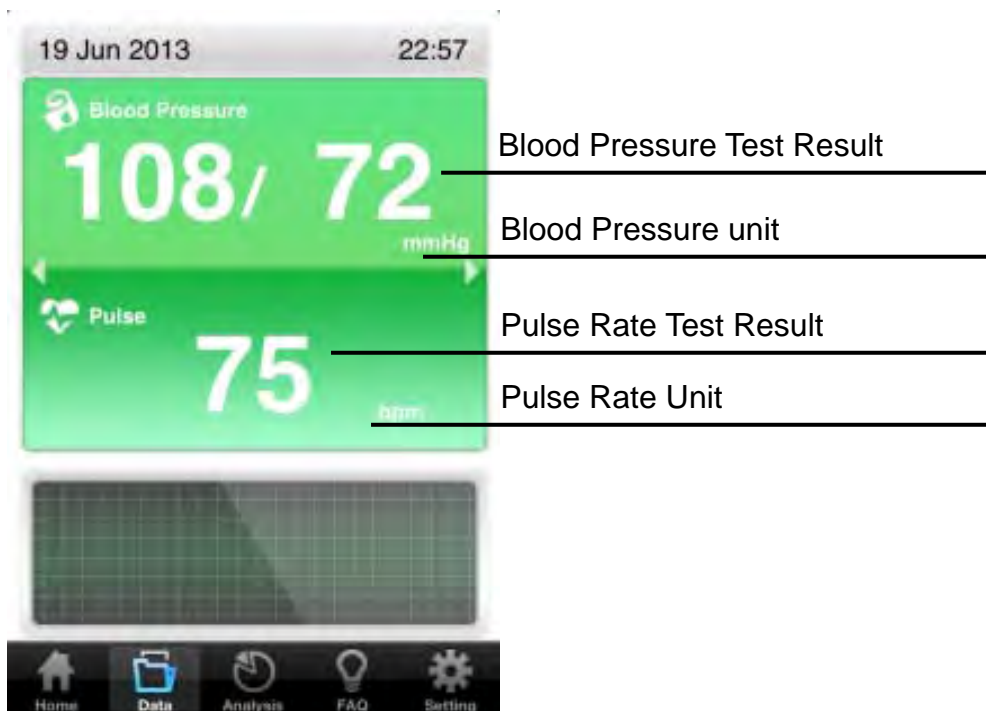 19 Jun 2013 22:57
Blood Pressure
108/ 72
mmHg
Pulse
75
bpm
Blood Pressure Test Result
Blood Pressure unit
Pulse Rate Test Result
Pulse Rate Unit
Home Data Analysis FAQ Setting